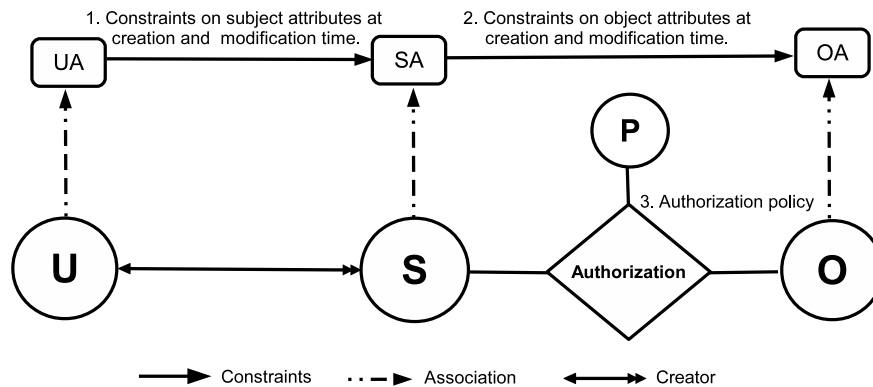 1. Constraints on subject attributes at
creation and modification time.
2. Constraints on object attributes at
creation and modification time.
UA
SA
OA
P
3. Authorization policy
U
S
Authorization
O
Constraints
Association
Creator